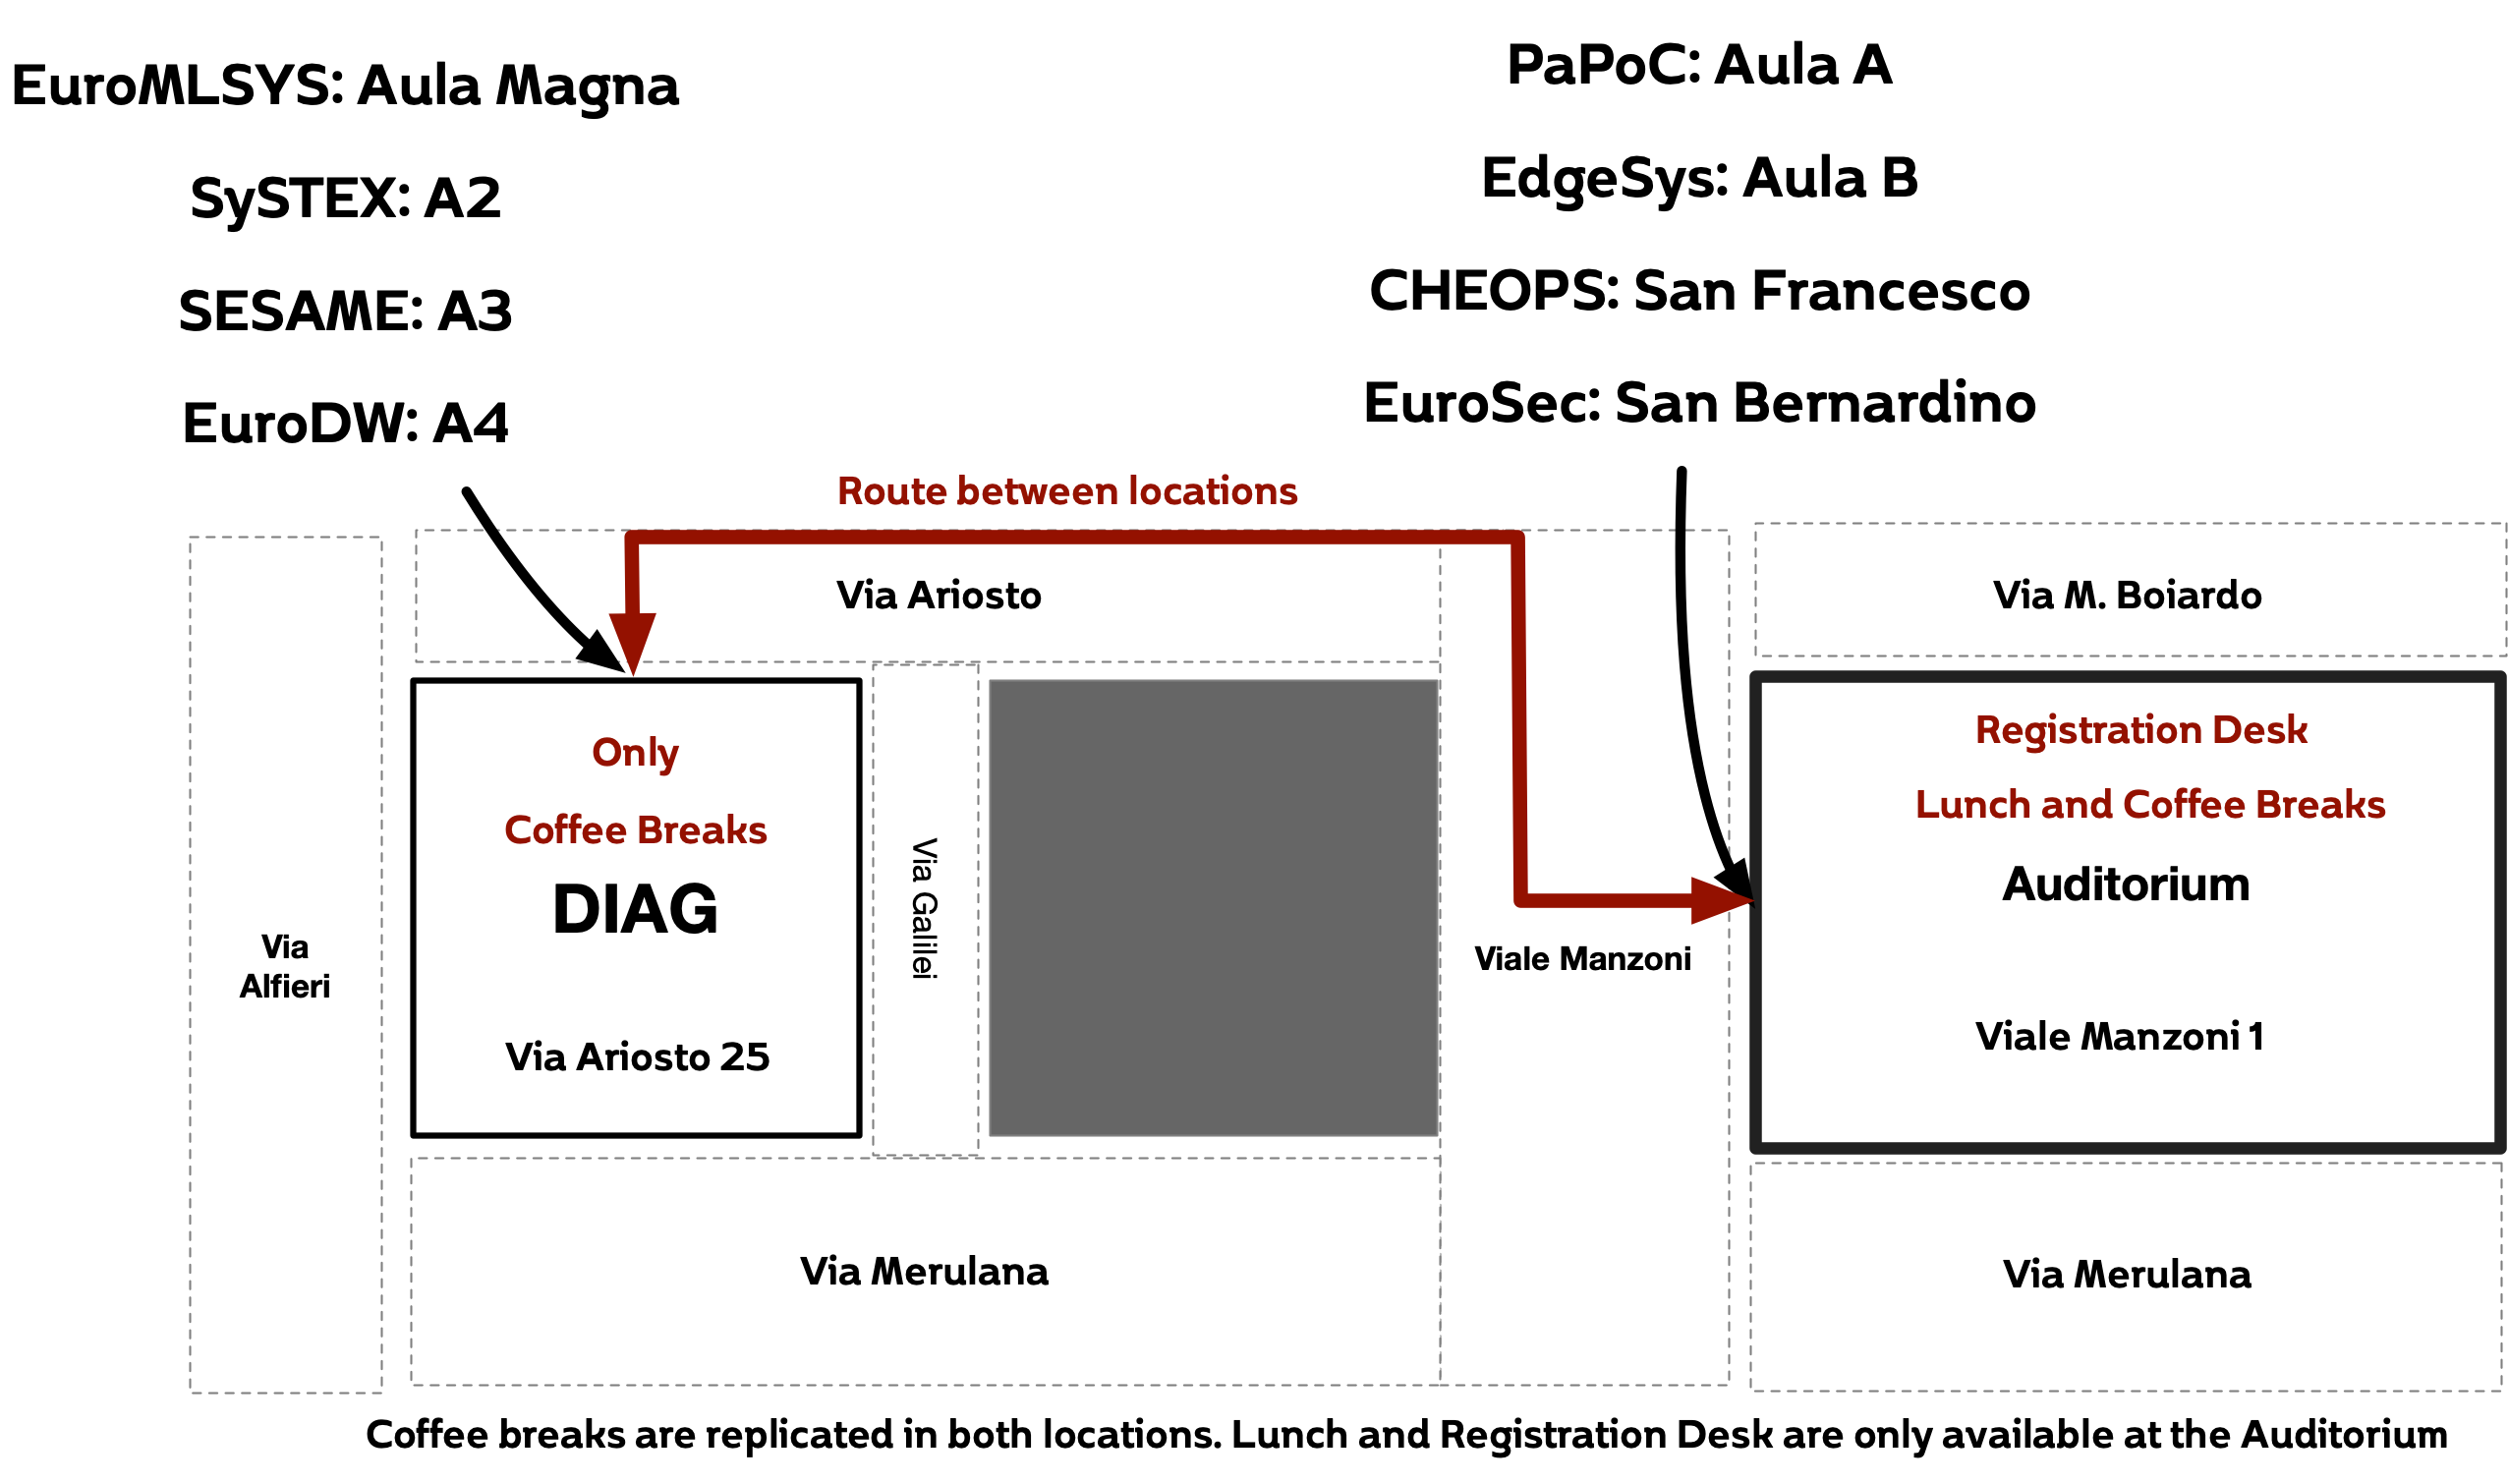 EuroMLSYS: Aula Magna
SySTEX: A2
SESAME: A3
EuroDW: A4
PaPoC: Aula A
EdgeSys: Aula B
CHEOPS: San Francesco
EuroSec: San Bernardino
Route between locations
Via Ariosto
Via M. Boiardo
Via
Alfieri
Only
Coffee Breaks
DIAG
Via Ariosto 25
Via Galilei
Viale Manzoni
Registration Desk
Lunch and Coffee Breaks
Auditorium
Viale Manzoni 1
Via Merulana
Via Merulana
Coffee breaks are replicated in both locations. Lunch and Registration Desk are only available at the Auditorium